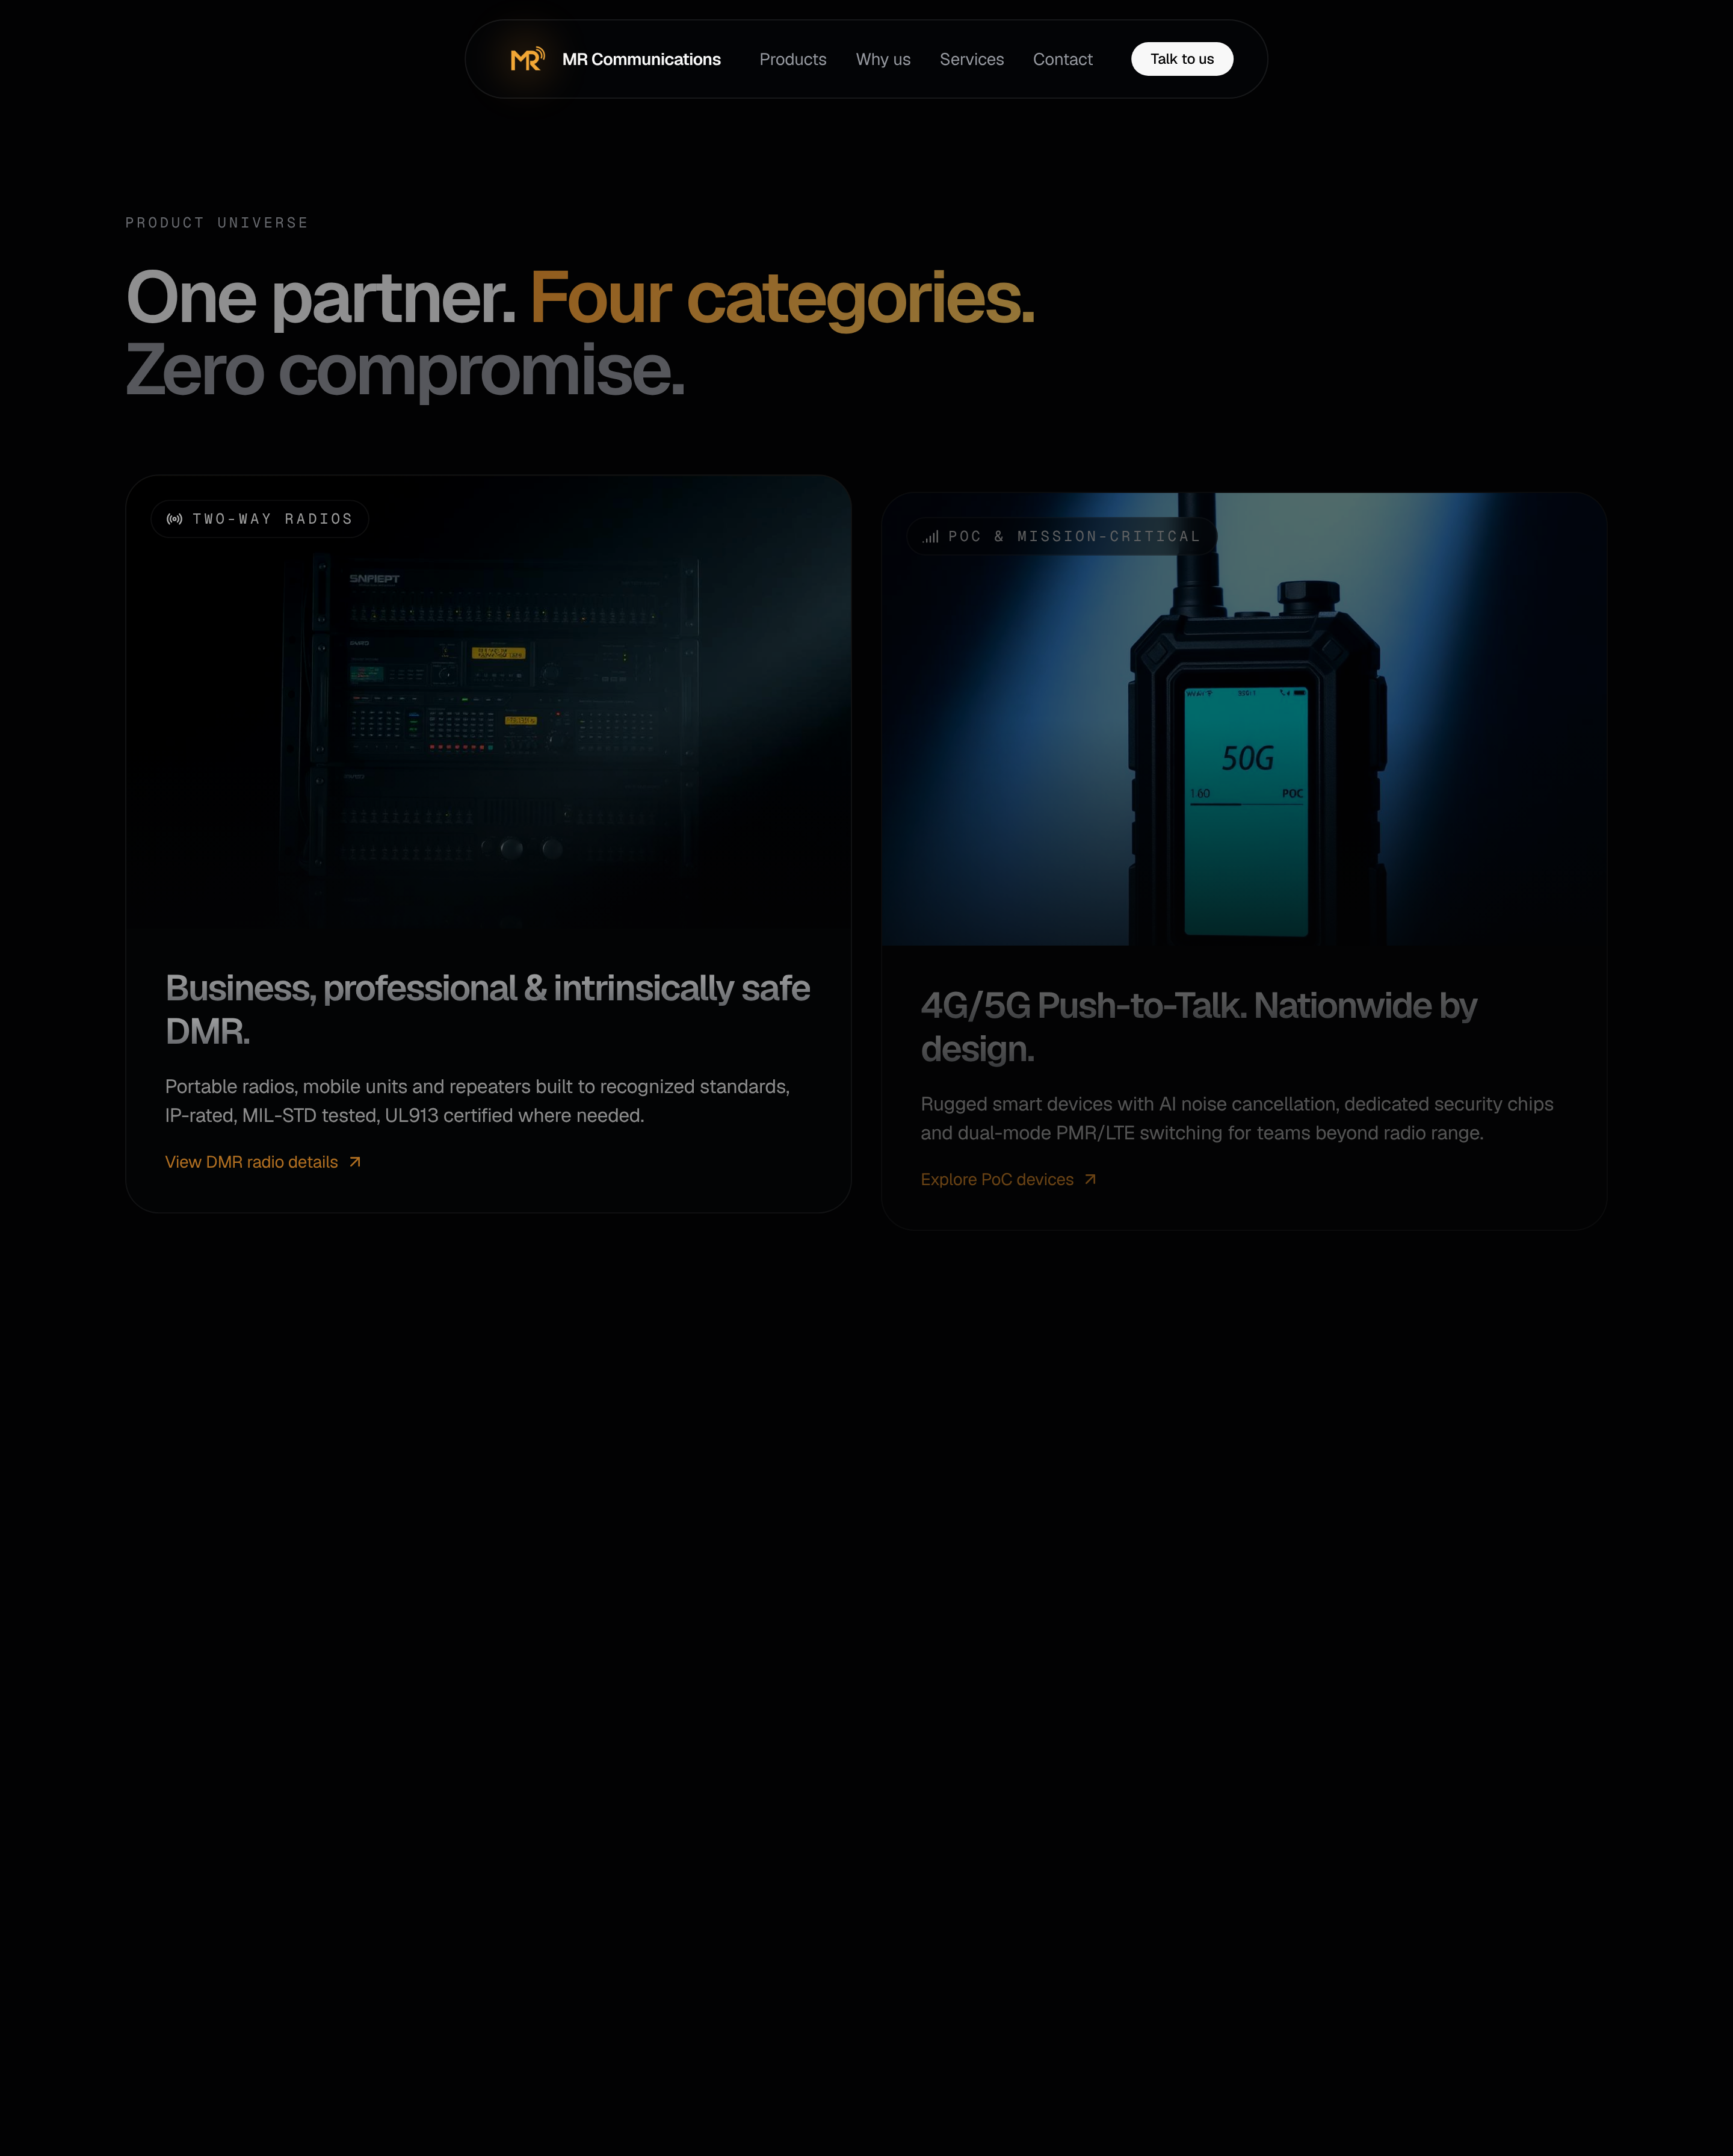 MR MR Communications Products Why us Services Contact Talk to us
PRODUCT UNIVERSE
One partner. Four categories.
Zero compromise.
TWO-WAY RADIOS
SNFIEPT
Business, professional & intrinsically safe
DMR.
Portable radios, mobile units and repeaters built to recognized standards,
IP-rated, MIL-STD tested, UL913 certified where needed.
View DMR radio details
POC & MISSION-CRITICAL
50G
1.60 POC
4G/5G Push-to-Talk. Nationwide by
design.
Rugged smart devices with AI noise cancellation, dedicated security chips
and dual-mode PMR/LTE switching for teams beyond radio range.
Explore PoC devices